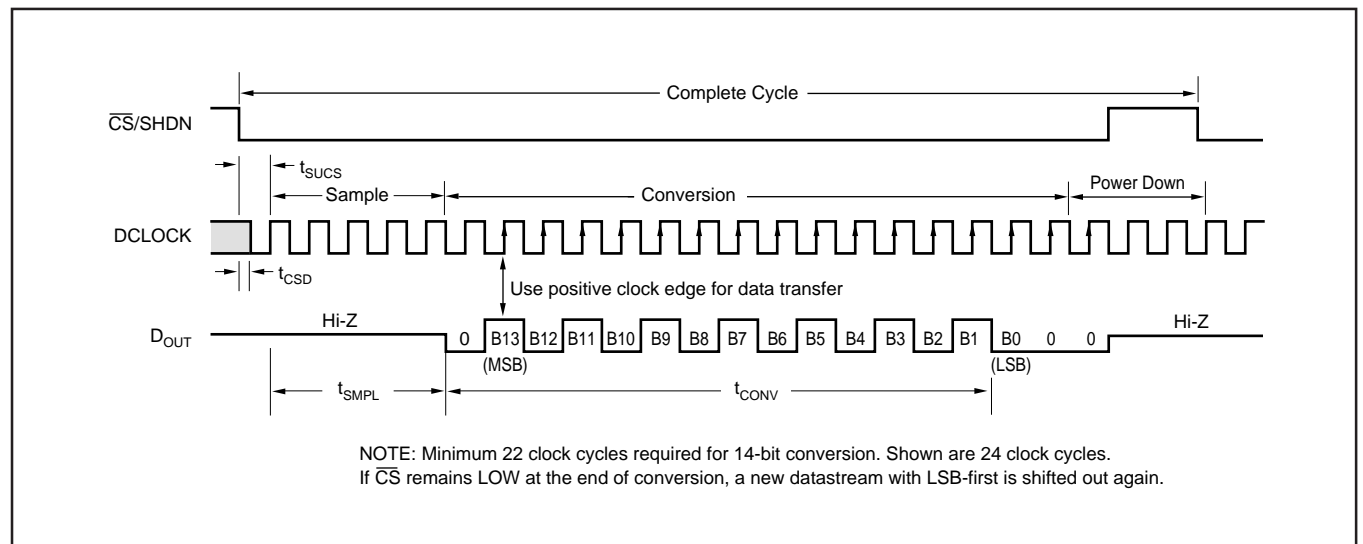 Complete Cycle
CS/SHDN
tSUCS
Sample
Conversion
Power Down
DCLOCK
tCSD
Use positive clock edge for data transfer
Hi-Z
Hi-Z
DOUT
0 B13 B12 B11 B10 B9 B8 B7 B6 B5 B4 B3 B2 B1 B0 0 0
(MSB)
(LSB)
tSMPL
tCONV
NOTE: Minimum 22 clock cycles required for 14-bit conversion. Shown are 24 clock cycles.
If CS remains LOW at the end of conversion, a new datastream with LSB-first is shifted out again.